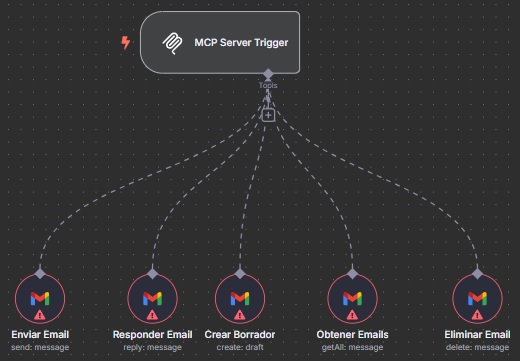 MCP Server Trigger
Tools
Enviar Email
send: message
Responder Email
reply: message
Crear Borrador
create: draft
Obtener Emails
getAll: message
Eliminar Email
delete: message